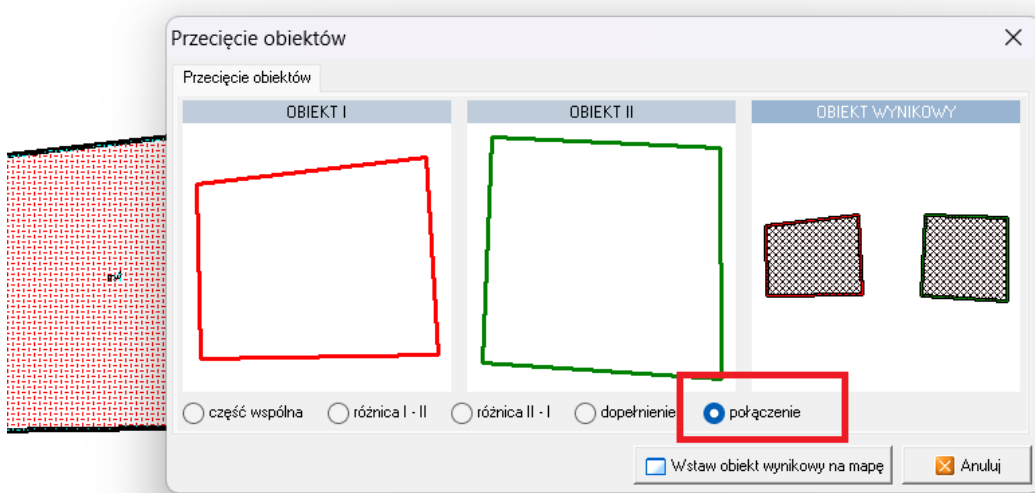 Przecięcie obiektów
Przecięcie obiektów
OBIEKT I
OBIEKT II
OBIEKT WYNIKOWY
część wspólna
różnica I - II
różnica II - I
dopełnienie
połączenie
Wstaw obiekt wynikowy na mapę
Anuluj